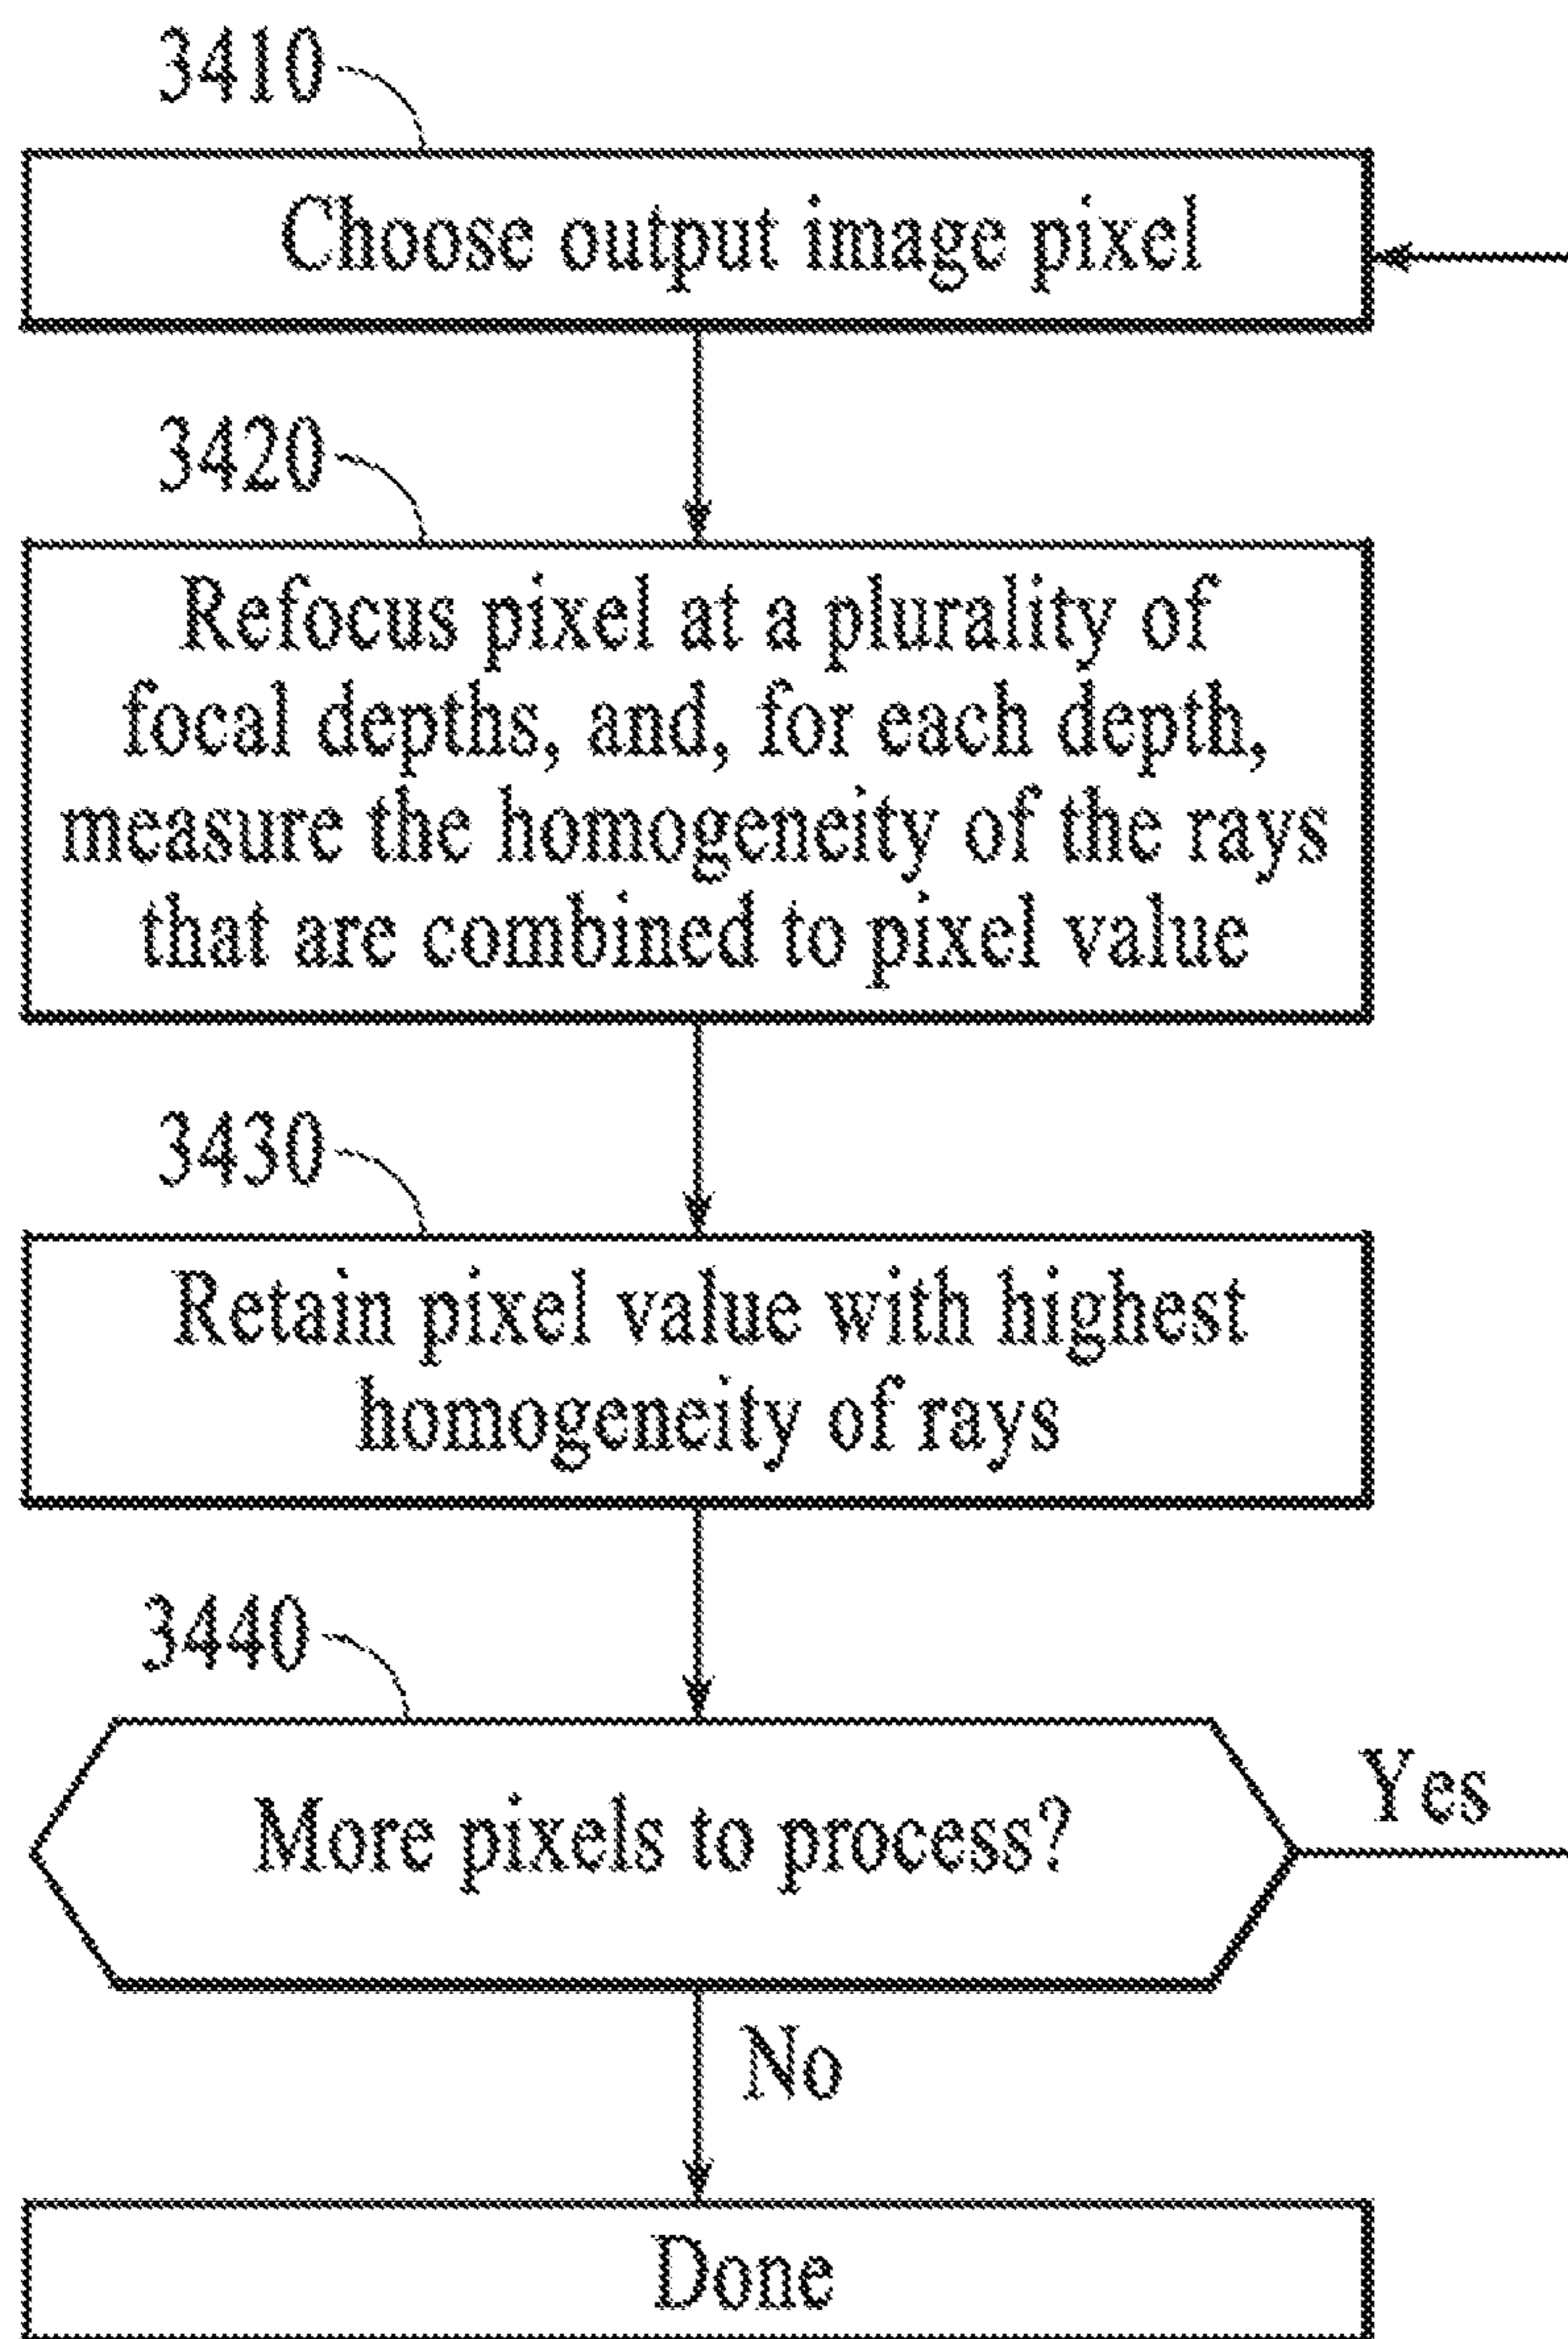 3410
Choose output image pixel
3420
Refocus pixel at a plurality of
focal depths, and, for each depth,
measure the homogeneity of the rays
that are combined to pixel value
3430
Retain pixel value with highest
homogeneity of rays
3440
More pixels to process?
Yes
No
Done